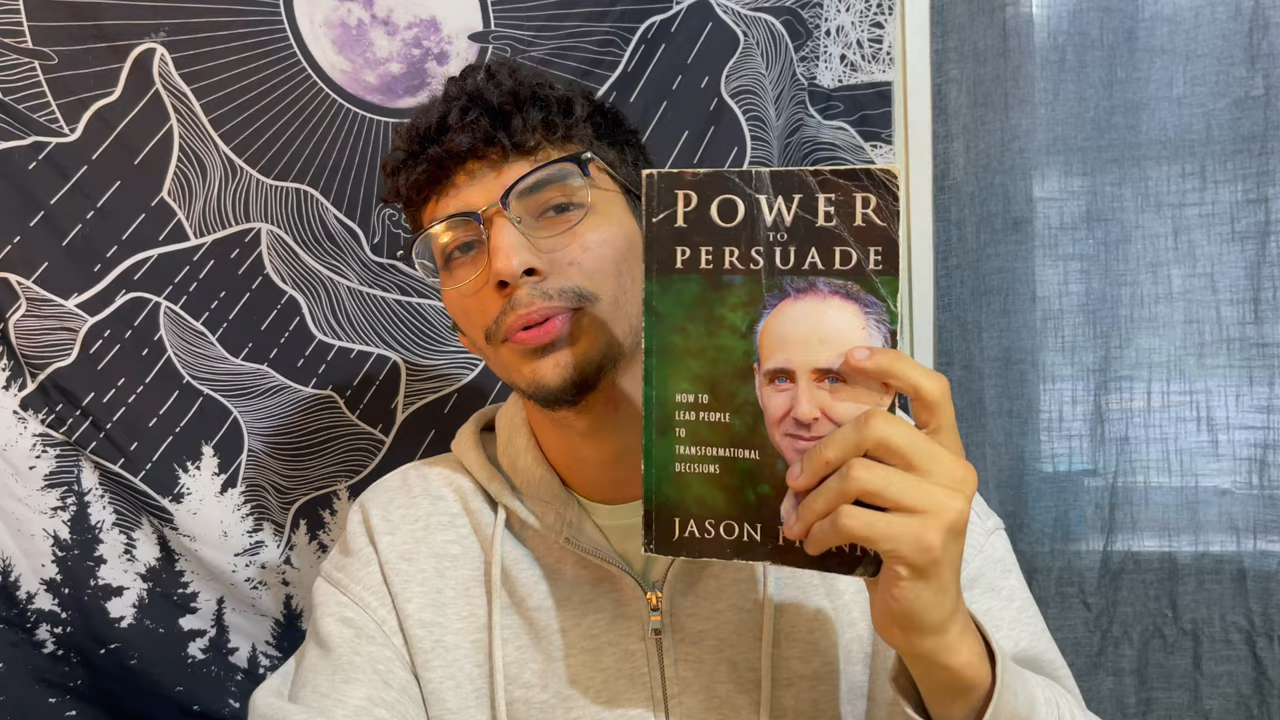 POWER
TO
PERSUADE
HOW TO
LEAD PEOPLE
TO
TRANSFORMATIONAL
DECISIONS
JASON